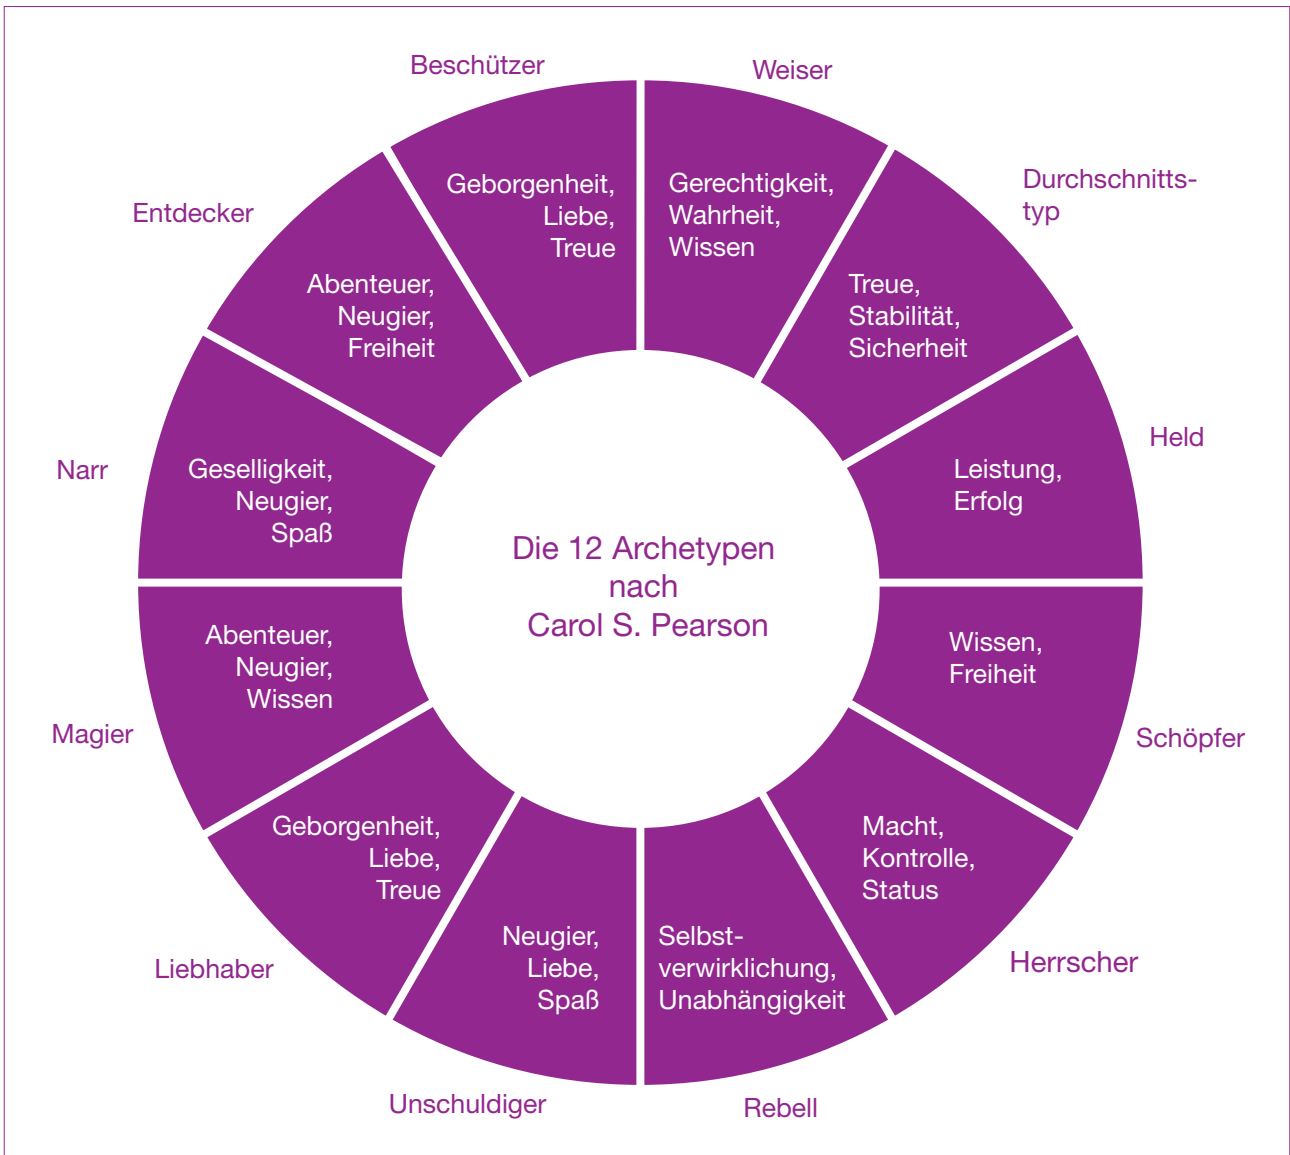 Beschützer
Weiser
Geborgenheit,
Liebe,
Treue
Gerechtigkeit,
Wahrheit,
Wissen
Durchschnitts-
typ
Entdecker
Abenteuer,
Neugier,
Freiheit
Treue,
Stabilität,
Sicherheit
Held
Narr
Geselligkeit,
Neugier,
Spaß
Leistung,
Erfolg
Die 12 Archetypen
nach
Carol S. Pearson
Abenteuer,
Neugier,
Wissen
Wissen,
Freiheit
Magier
Schöpfer
Geborgenheit,
Liebe,
Treue
Macht,
Kontrolle,
Status
Liebhaber
Herrscher
Neugier,
Liebe,
Spaß
Selbst-
verwirklichung,
Unabhängigkeit
Unschuldiger
Rebell